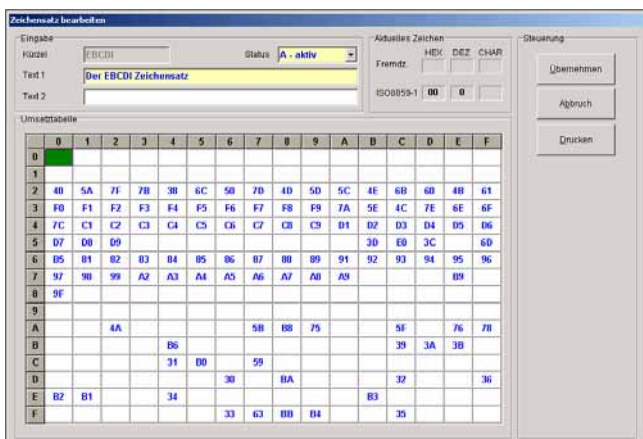 Zeichensatz bearbeiten
Eingabe
Kürzel EBCDI Status A - aktiv
Text 1 Der EBCDI Zeichensatz
Text 2
Aktuelles Zeichen
HEX DEZ CHAR
Fremdz.
ISO8859-1 00 0
Steuerung
Übernehmen
Abbruch
Drucken
Umsetztabelle
0 1 2 3 4 5 6 7 8 9 A B C D E F
0
1
2 40 5A 7F 7B 38 6C 50 7D 4D 5D 5C 4E 6B 60 4B 61
3 F0 F1 F2 F3 F4 F5 F6 F7 F8 F9 7A 5E 4C 7E 6E 6F
4 7C C1 C2 C3 C4 C5 C6 C7 C8 C9 D1 D2 D3 D4 D5 D6
5 D7 D8 D9 3D E0 3C 6D
6 B5 81 82 83 84 85 86 87 88 89 91 92 93 94 95 96
7 97 98 99 A2 A3 A4 A5 A6 A7 A8 A9 B9
8 9F
9
A 4A 5B B8 75 5F 76 78
B B6 39 3A 3B
C 31 B0 59
D 30 BA 32 36
E B2 B1 34 B3
F 33 63 BB B4 35